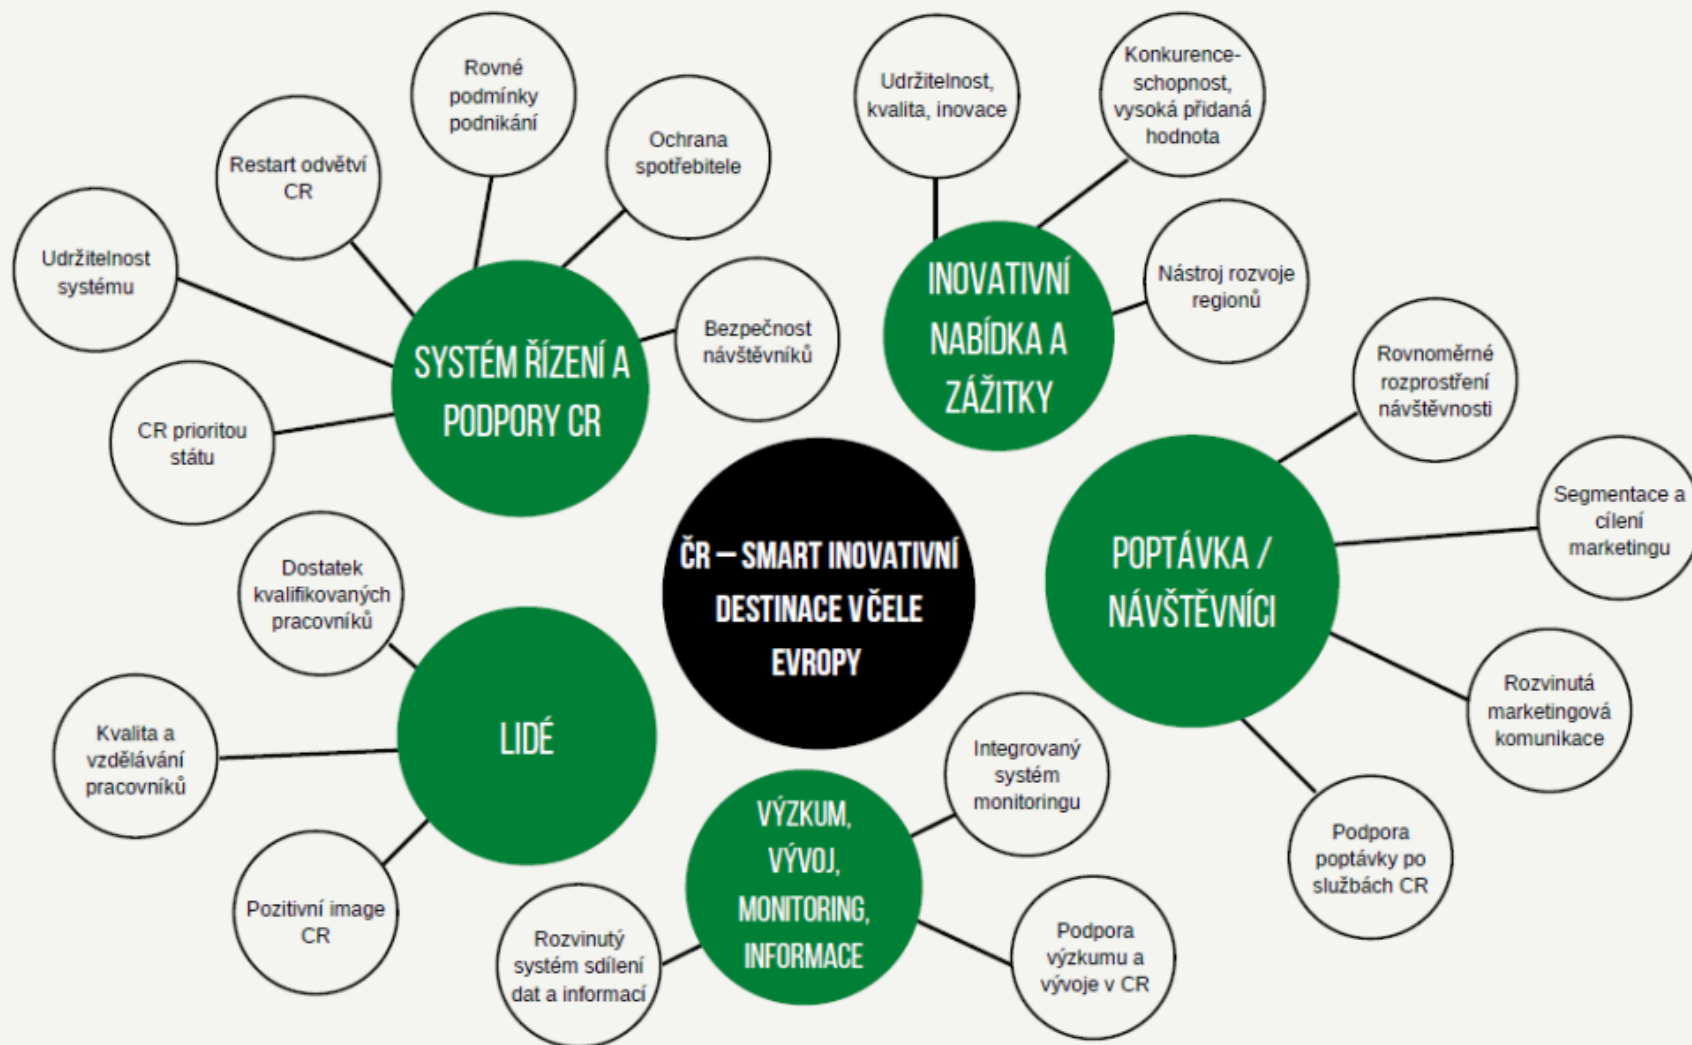 Rovné
podmínky
podnikání
Restart odvětví
CR
Ochrana
spotřebitele
Udržitelnost
systému
Bezpečnost
návštěvníků
CR prioritou
státu
SYSTÉM ŘÍZENÍ A
PODPORY CR
Udržitelnost,
kvalita, inovace
Konkurence-
schopnost,
vysoká přidaná
hodnota
Nástroj rozvoje
regionů
INOVATIVNÍ
NABÍDKA A
ZÁŽITKY
Rovnoměrné
rozprostření
návštěvnosti
Segmentace a
cílení
marketingu
Rozvinutá
marketingová
komunikace
Podpora
poptávky po
službách CR
POPTÁVKA /
NÁVŠTĚVNÍCI
ČR – SMART INOVATIVNÍ
DESTINACE V ČELE
EVROPY
Dostatek
kvalifikovaných
pracovníků
Kvalita a
vzdělávání
pracovníků
Pozitivní image
CR
LIDÉ
VÝZKUM,
VÝVOJ,
MONITORING,
INFORMACE
Integrovaný
systém
monitoringu
Podpora
výzkumu a
vývoje v CR
Rozvinutý
systém sdílení
dat a informací